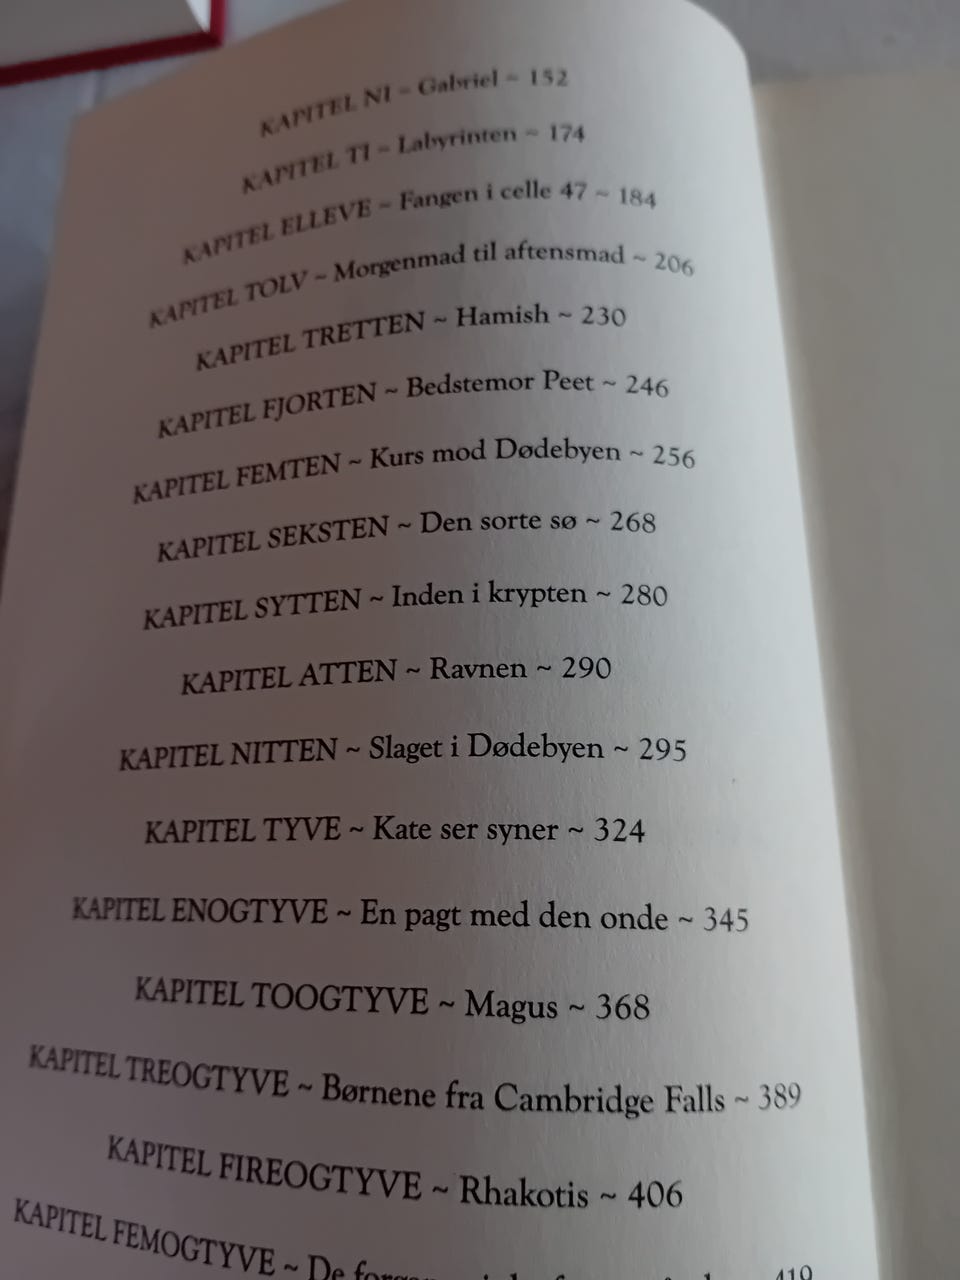 KAPITEL NI ~ Gabriel ~ 152
KAPITEL TI ~ Labyrinten ~ 174
KAPITEL ELLEVE ~ Fangen i celle 47 ~ 184
KAPITEL TOLV ~ Morgenmad til aftensmad ~ 206
KAPITEL TRETTEN ~ Hamish ~ 230
KAPITEL FJORTEN ~ Bedstemor Peet ~ 246
KAPITEL FEMTEN ~ Kurs mod Dødebyen ~ 256
KAPITEL SEKSTEN ~ Den sorte sø ~ 268
KAPITEL SYTTEN ~ Inden i krypten ~ 280
KAPITEL ATTEN ~ Ravnen ~ 290
KAPITEL NITTEN ~ Slaget i Dødebyen ~ 295
KAPITEL TYVE ~ Kate ser syner ~ 324
KAPITEL ENOGTYVE ~ En pagt med den onde ~ 345
KAPITEL TOOGTYVE ~ Magus ~ 368
KAPITEL TREOGTYVE ~ Børnene fra Cambridge Falls ~ 389
KAPITEL FIREOGTYVE ~ Rhakotis ~ 406
KAPITEL FEMOGTYVE ~ De